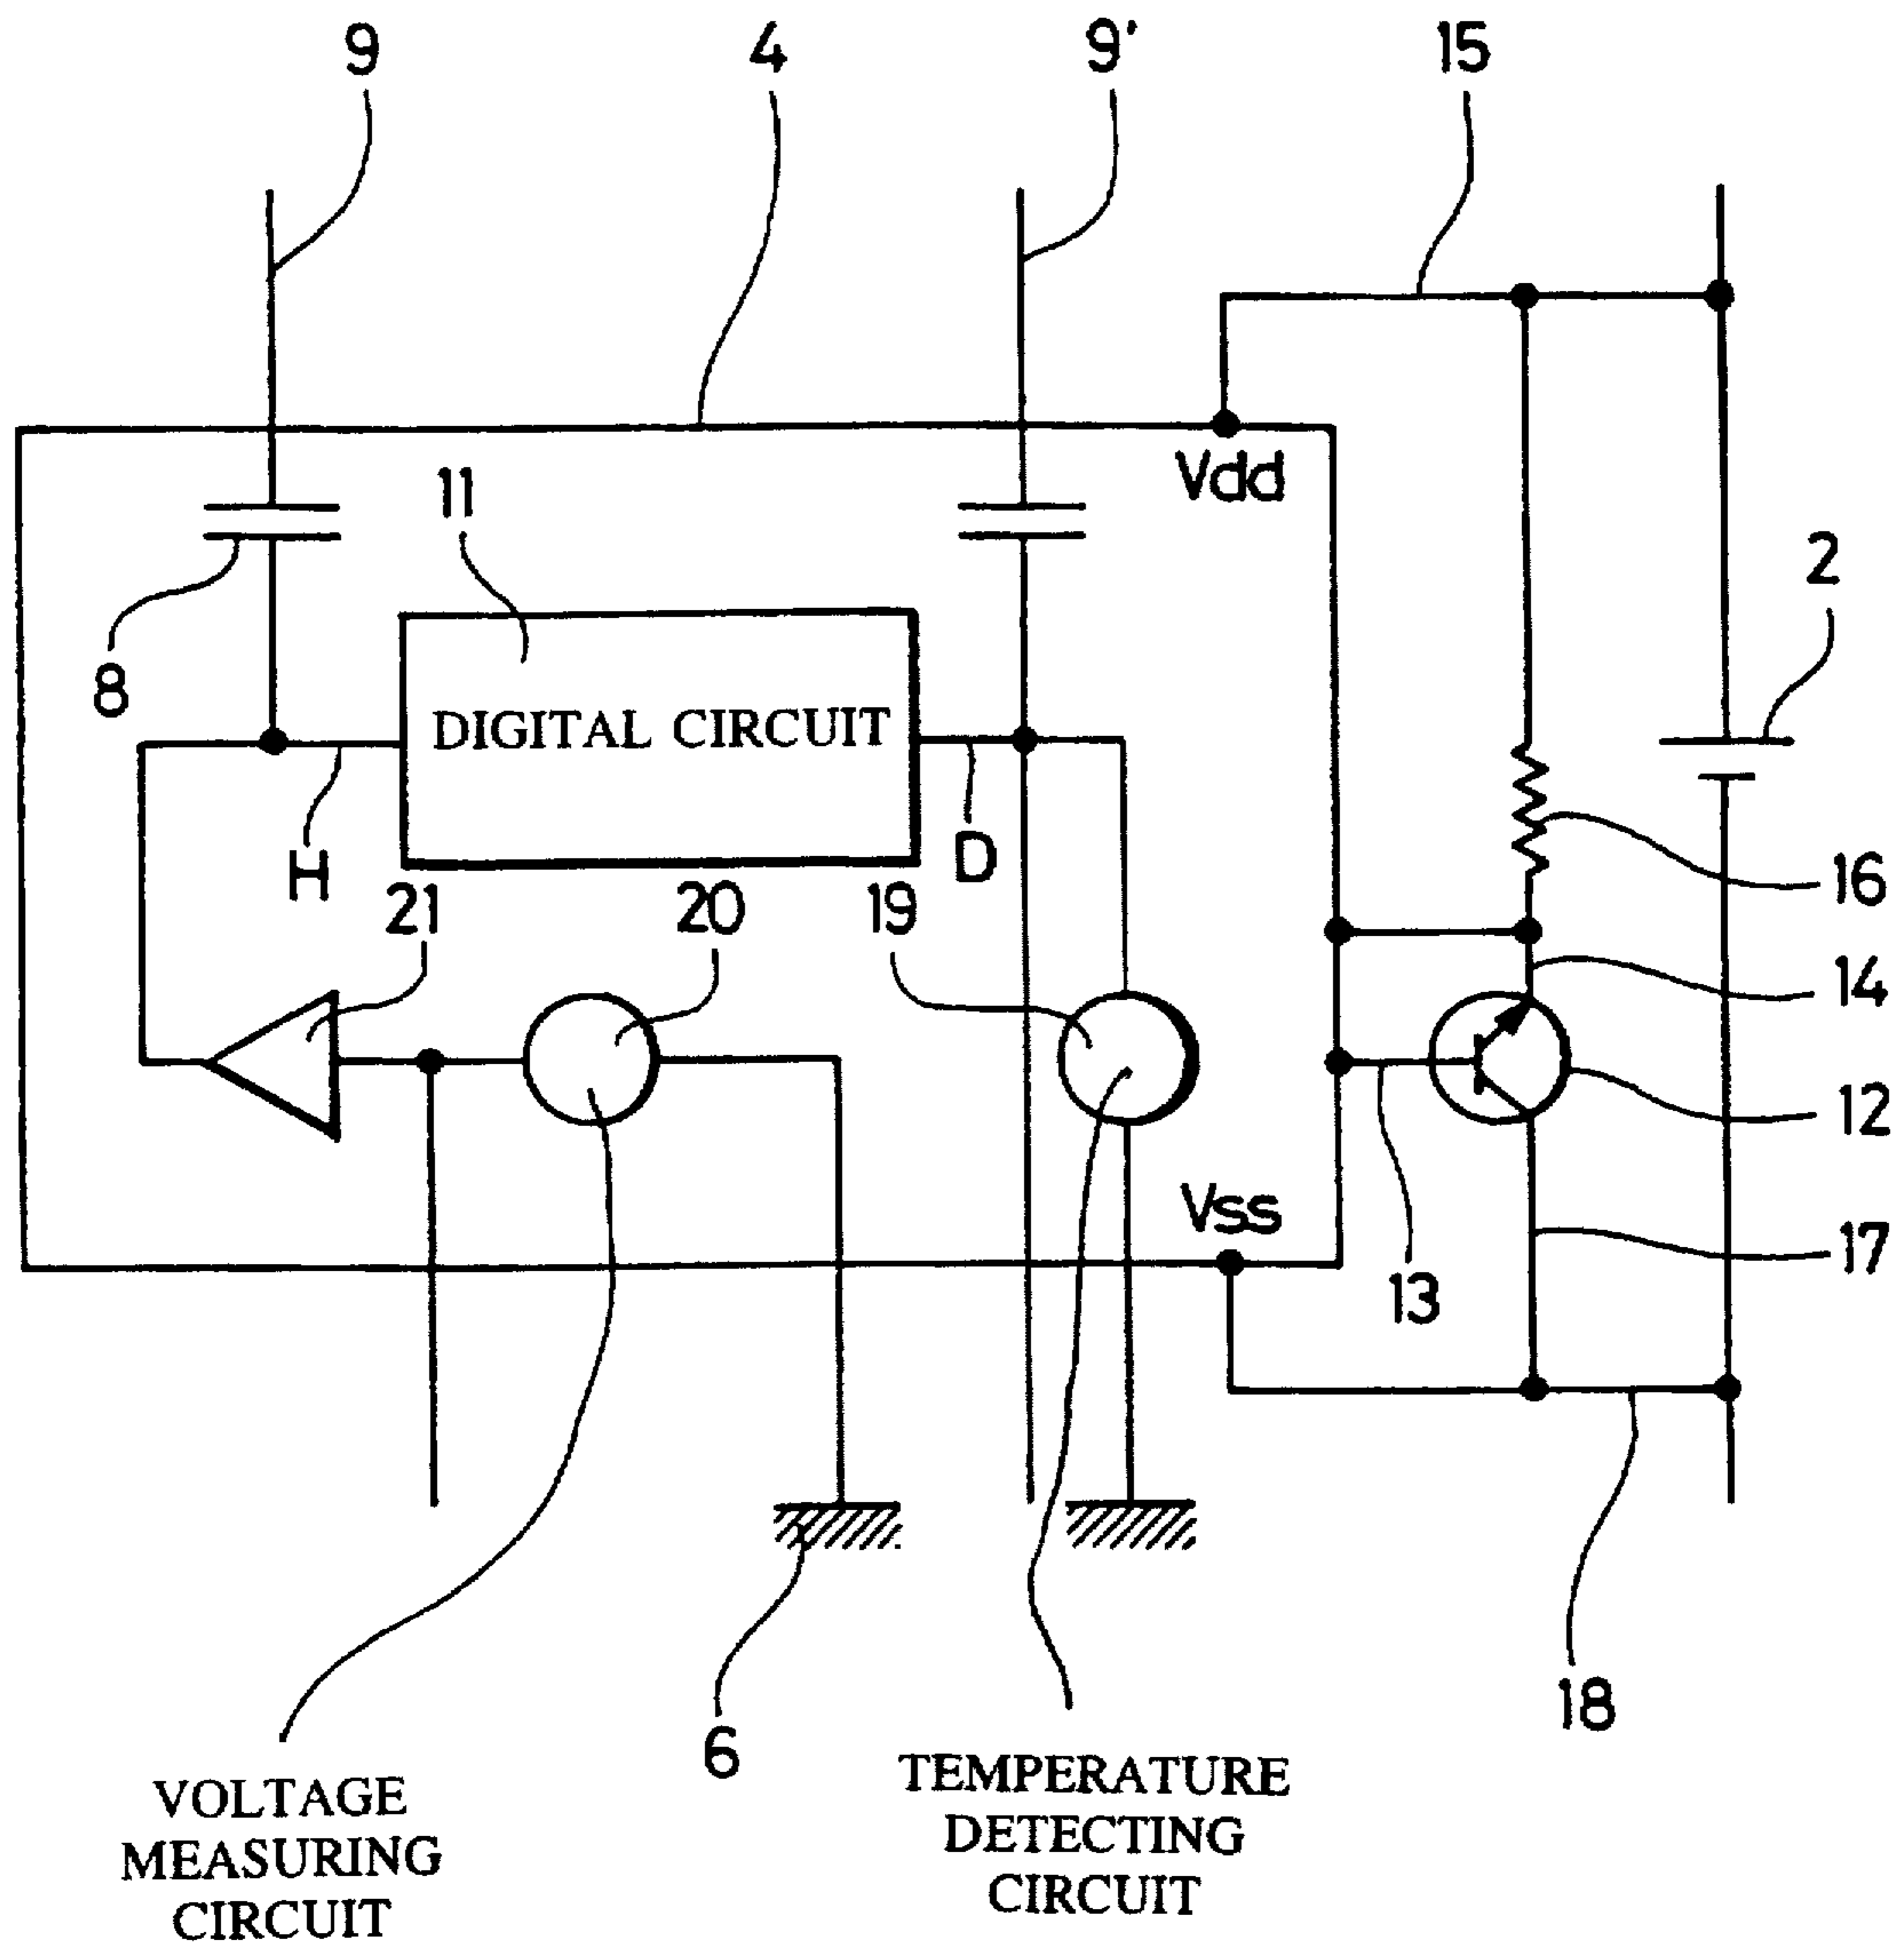 9
4
9'
15
Vdd
11
2
8
DIGITAL CIRCUIT
H
D
21
20
19
16
14
12
Vss
17
13
18
6
VOLTAGE
MEASURING
CIRCUIT
TEMPERATURE
DETECTING
CIRCUIT